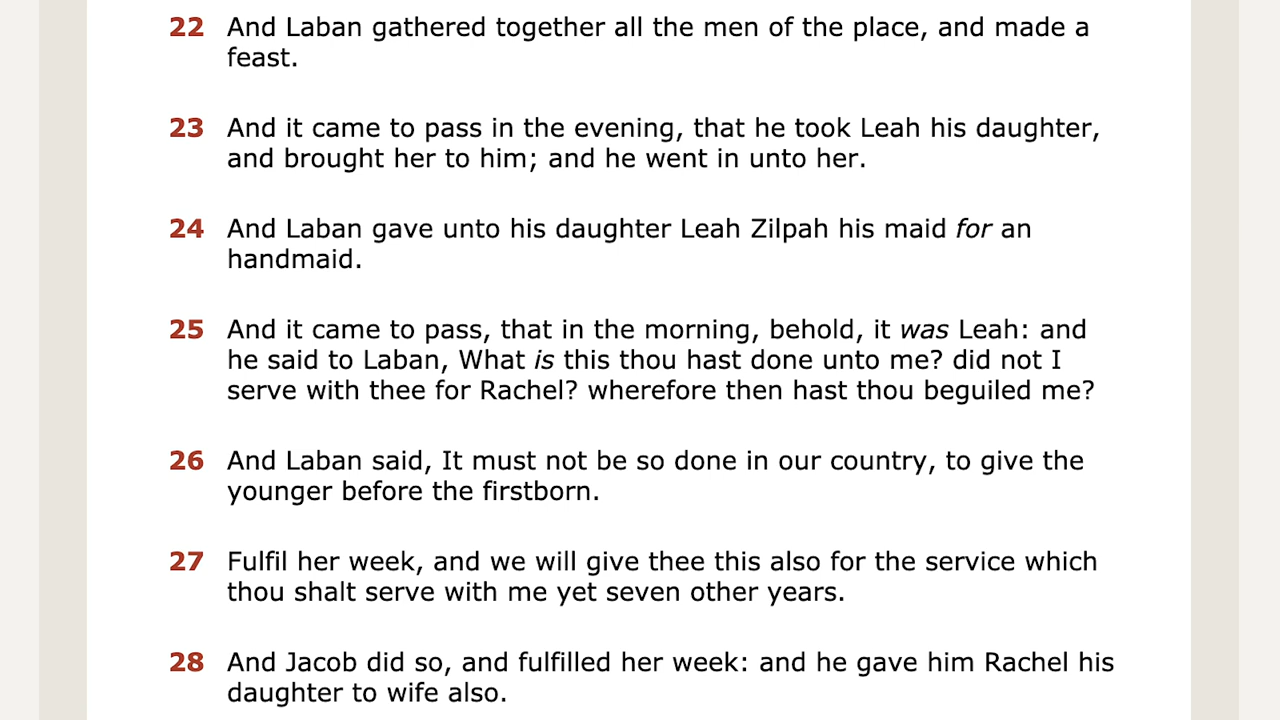 22 And Laban gathered together all the men of the place, and made a
feast.
23 And it came to pass in the evening, that he took Leah his daughter,
and brought her to him; and he went in unto her.
24 And Laban gave unto his daughter Leah Zilpah his maid for an
handmaid.
25 And it came to pass, that in the morning, behold, it was Leah: and
he said to Laban, What is this thou hast done unto me? did not I
serve with thee for Rachel? wherefore then hast thou beguiled me?
26 And Laban said, It must not be so done in our country, to give the
younger before the firstborn.
27 Fulfil her week, and we will give thee this also for the service which
thou shalt serve with me yet seven other years.
28 And Jacob did so, and fulfilled her week: and he gave him Rachel his
daughter to wife also.